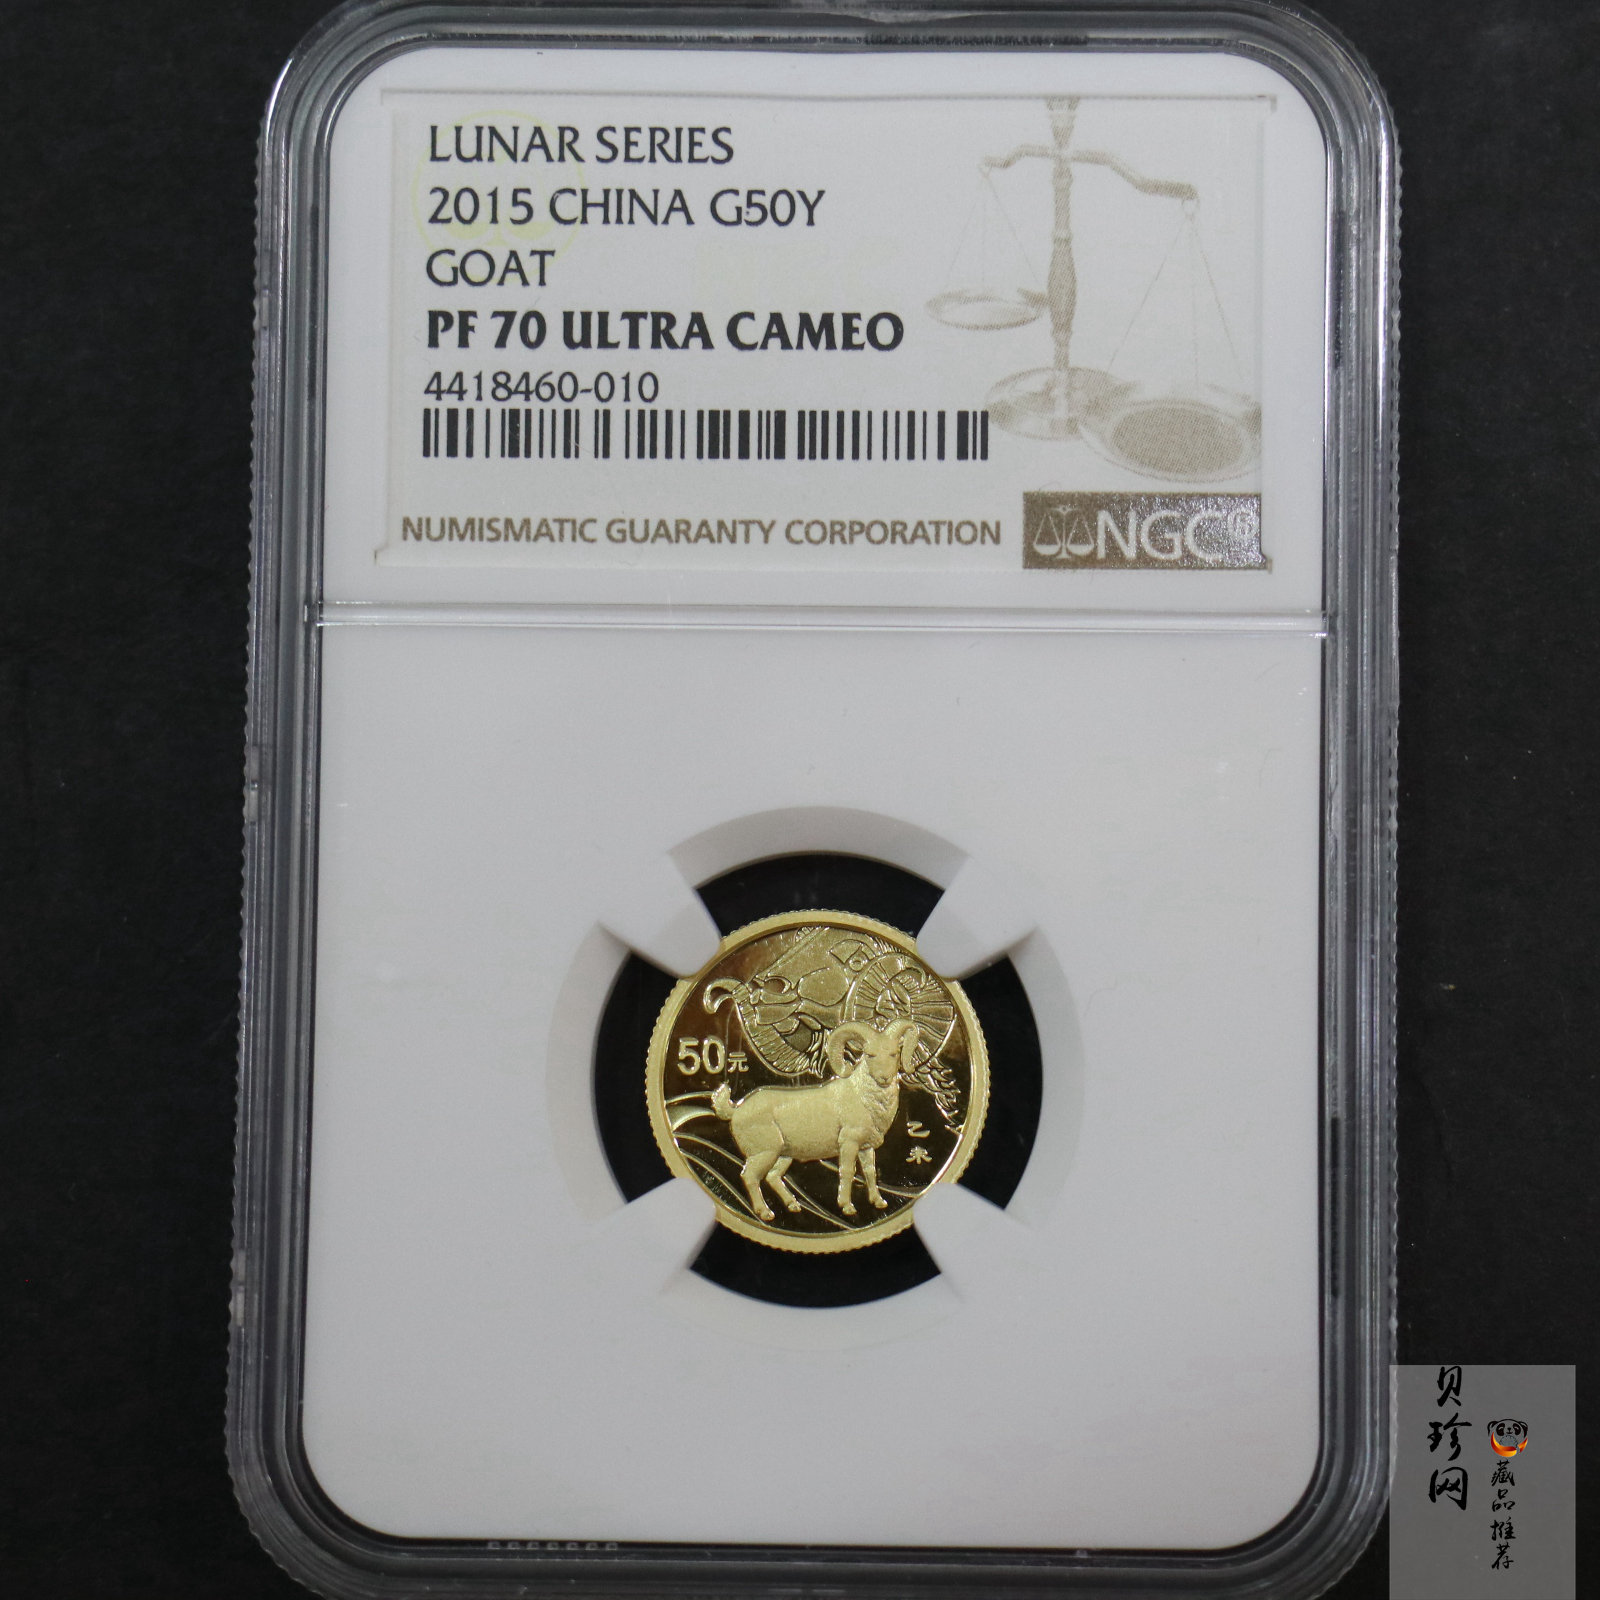 LUNAR SERIES
2015 CHINA G50Y
GOAT
PF 70 ULTRA CAMEO
4418460-010
NUMISMATIC GUARANTY CORPORATION
NGC®
50元
乙
未
贝珍网
藏品推荐